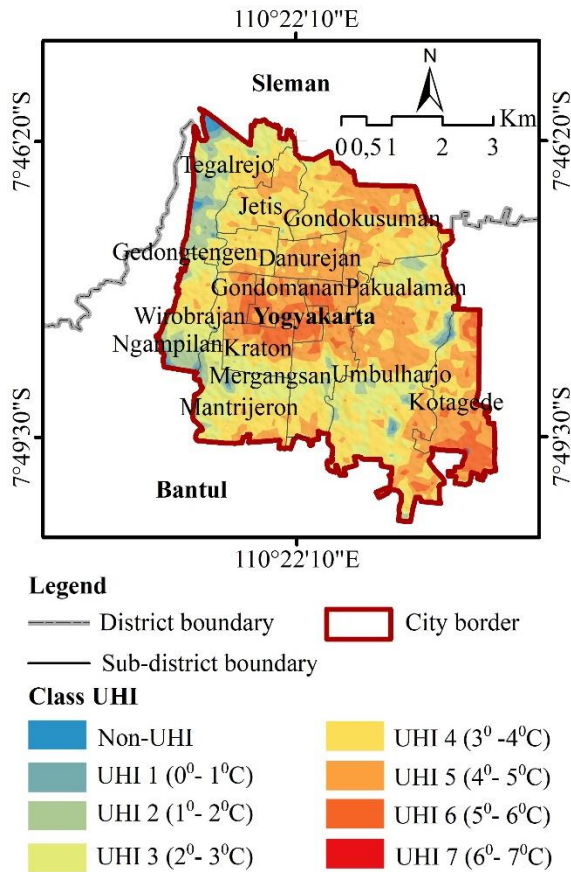 110°22'10"E
Sleman
N
Km
0 0,5 1 2 3
7°46'20"S
7°46'20"S
Tegalrejo
Jetis
Gondokusuman
Gedongtengen
Danurejan
Gondomanan
Pakualaman
Wirobrajan
Yogyakarta
Ngampilan
Kraton
Mergangsan
Umbulharjo
Mantrijeron
Kotagede
7°49'30"S
7°49'30"S
Bantul
110°22'10"E
Legend
District boundary
City border
Sub-district boundary
Class UHI
Non-UHI
UHI 4 (3⁰ -4⁰C)
UHI 1 (0⁰- 1⁰C)
UHI 5 (4⁰- 5⁰C)
UHI 2 (1⁰- 2⁰C)
UHI 6 (5⁰- 6⁰C)
UHI 3 (2⁰- 3⁰C)
UHI 7 (6⁰- 7⁰C)